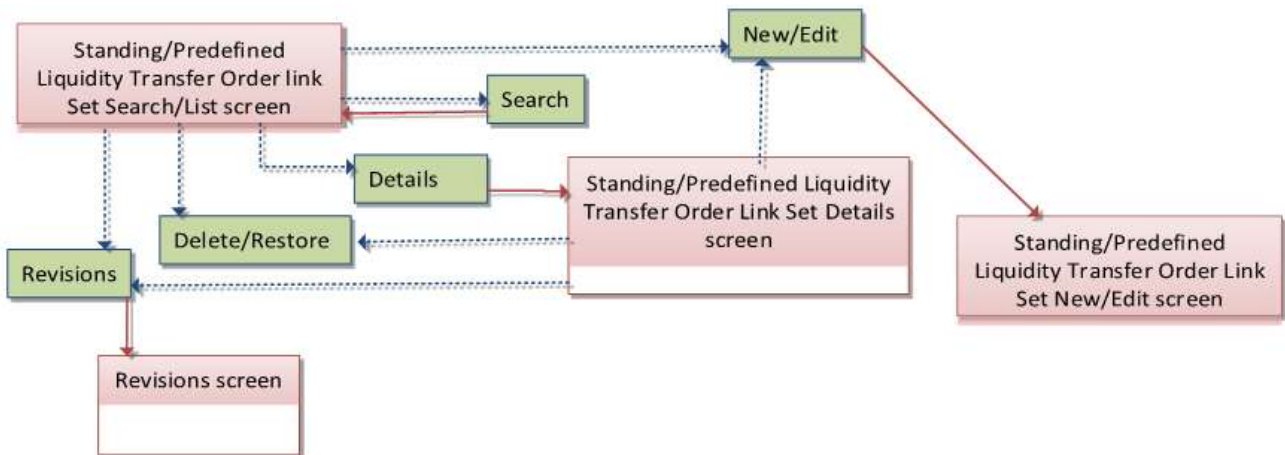 Standing/Predefined
Liquidity Transfer Order link
Set Search/List screen
New/Edit
Search
Details
Standing/Predefined Liquidity
Transfer Order Link Set Details
screen
Delete/Restore
Revisions
Standing/Predefined
Liquidity Transfer Order Link
Set New/Edit screen
Revisions screen